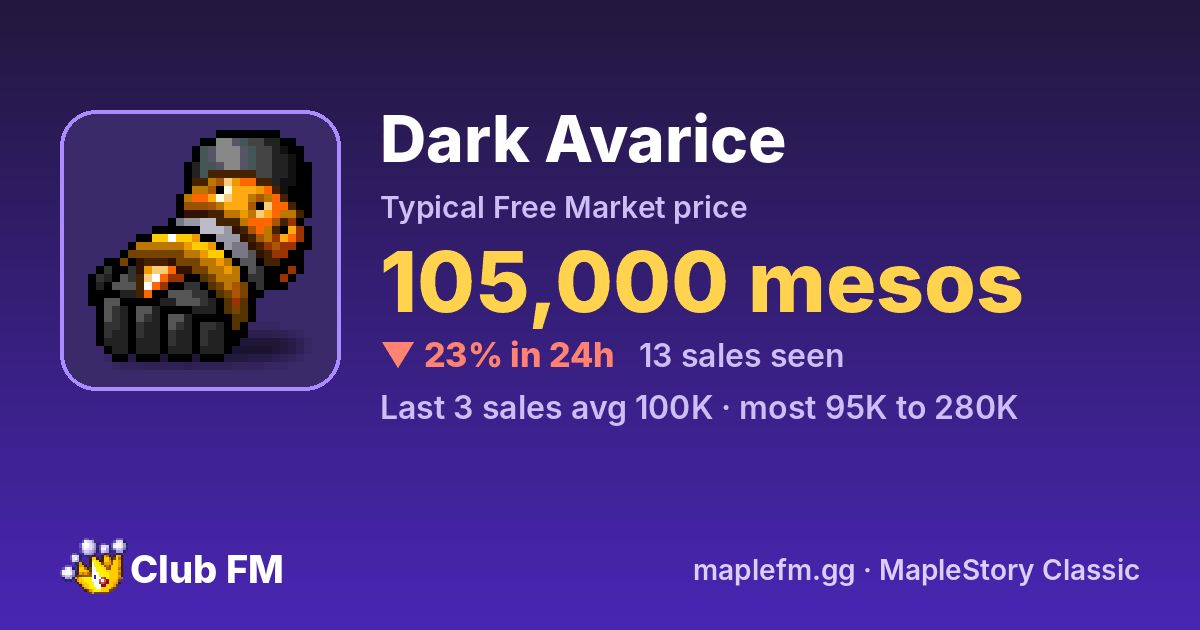 Dark Avarice
Typical Free Market price
105,000 mesos
▼ 23% in 24h 13 sales seen
Last 3 sales avg 100K · most 95K to 280K
Club FM
maplefm.gg · MapleStory Classic